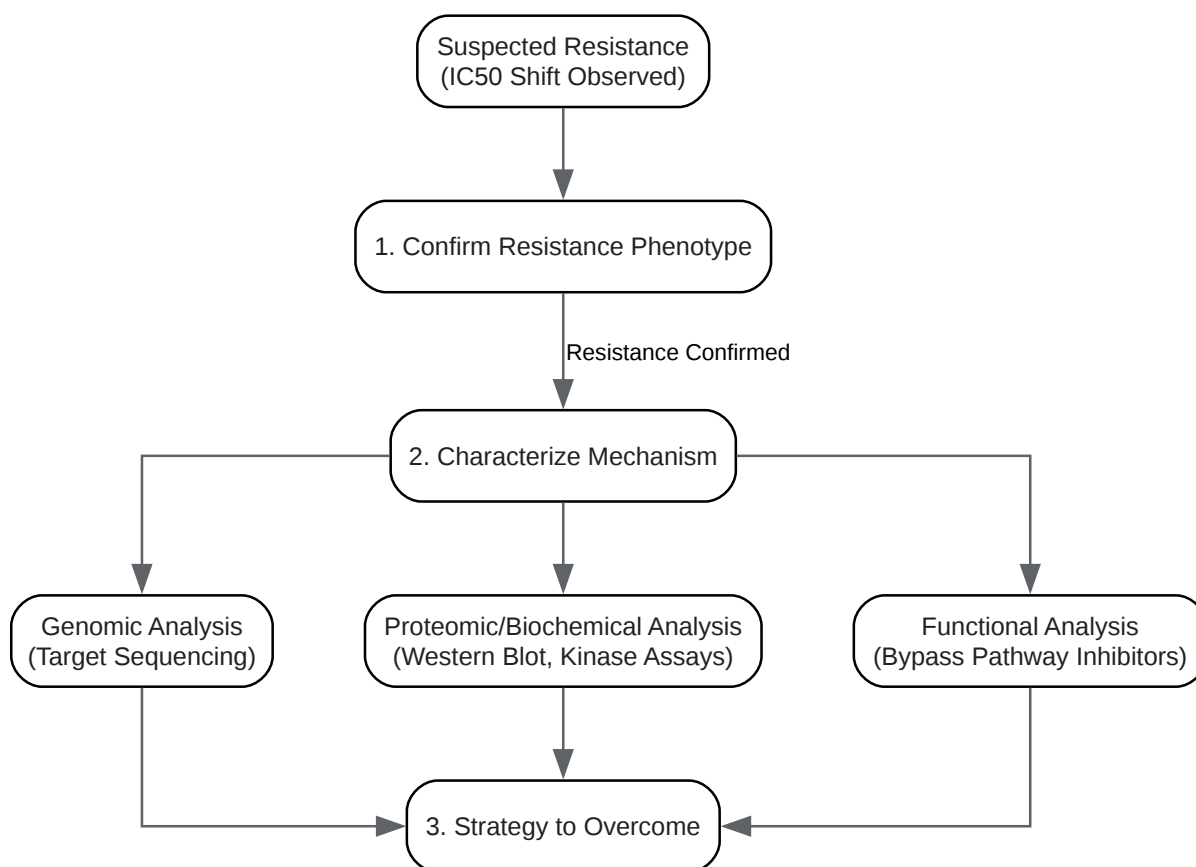 Suspected Resistance
(IC50 Shift Observed)
1. Confirm Resistance Phenotype
Resistance Confirmed
2. Characterize Mechanism
Genomic Analysis
(Target Sequencing)
Proteomic/Biochemical Analysis
(Western Blot, Kinase Assays)
Functional Analysis
(Bypass Pathway Inhibitors)
3. Strategy to Overcome